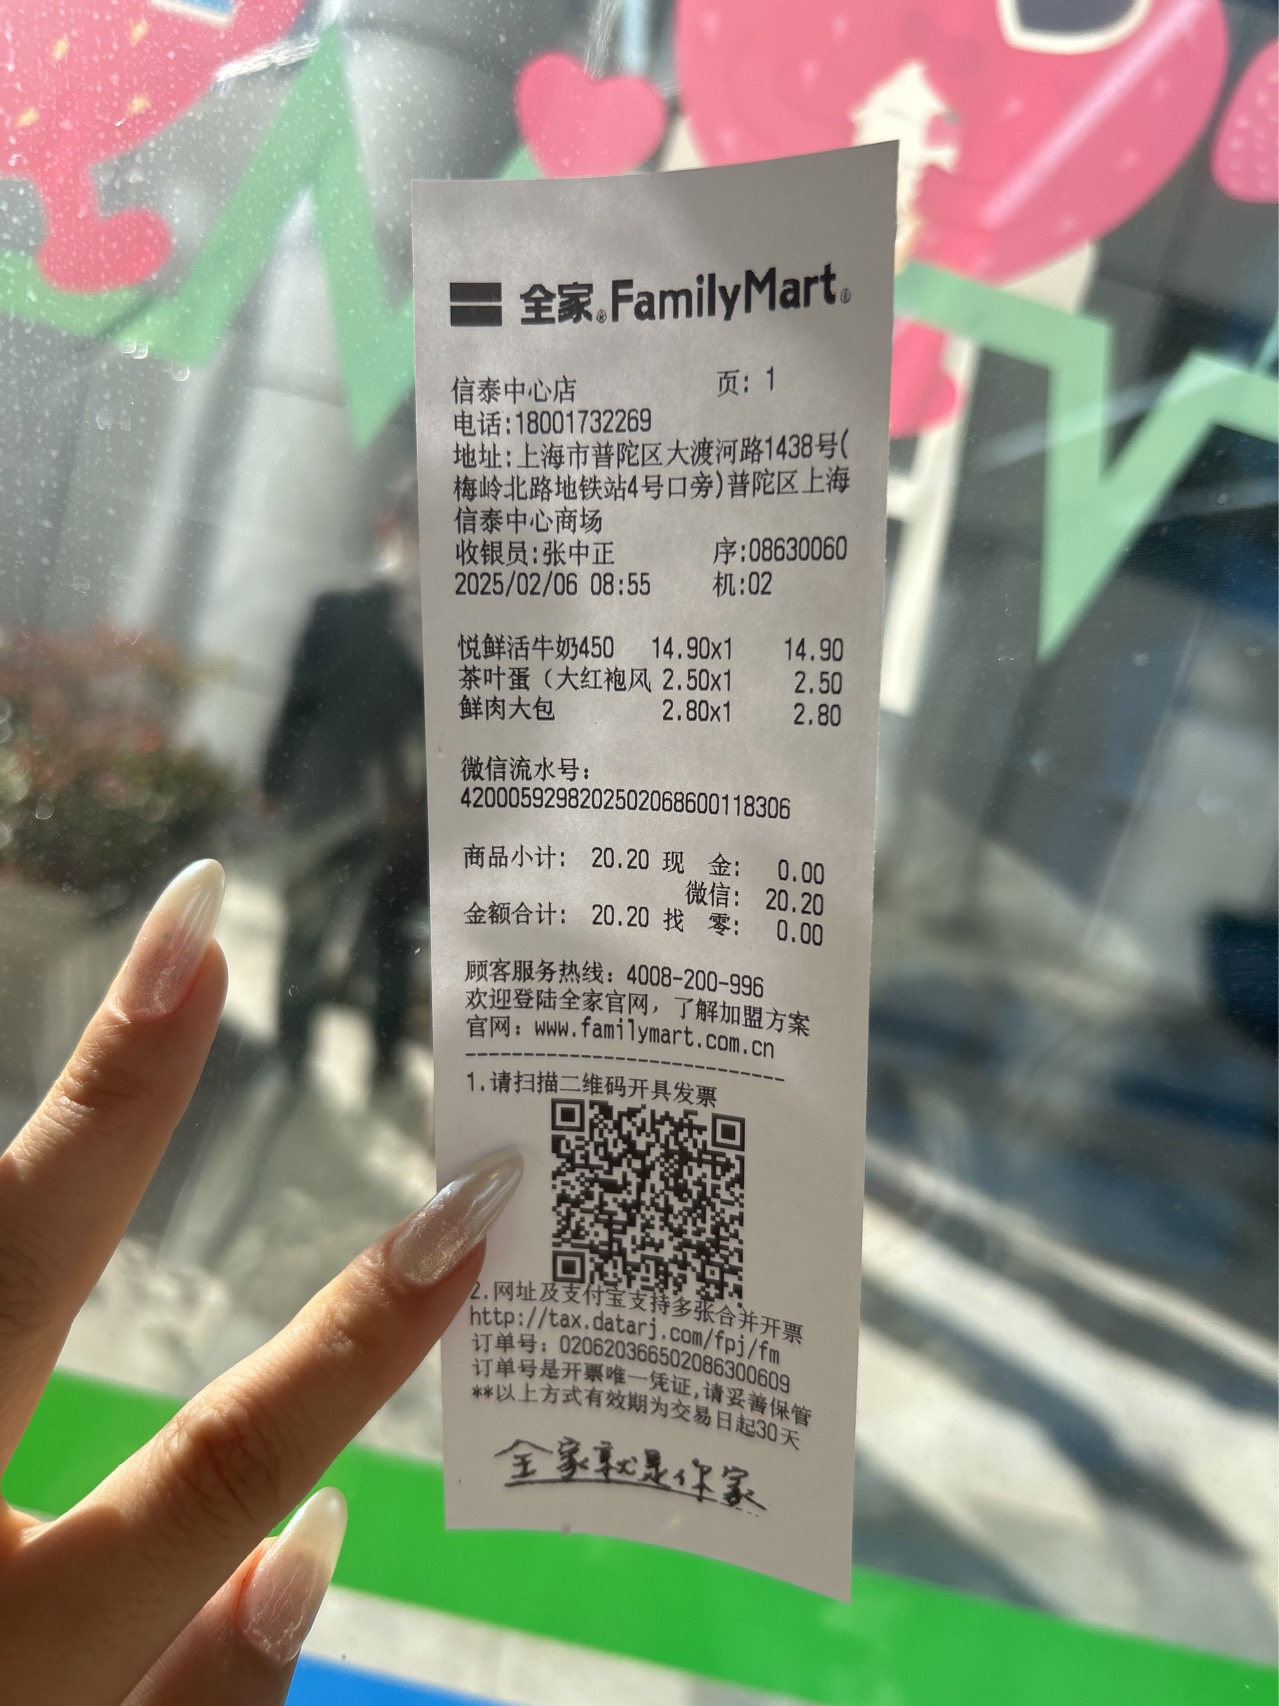 全家®FamilyMart®
信泰中心店 页: 1
电话:18001732269
地址:上海市普陀区大渡河路1438号(
梅岭北路地铁站4号口旁)普陀区上海
信泰中心商场
收银员:张中正 序:08630060
2025/02/06 08:55 机:02
悦鲜活牛奶450 14.90x1 14.90
茶叶蛋（大红袍风 2.50x1 2.50
鲜肉大包 2.80x1 2.80
微信流水号:
4200059298202502068600118306
商品小计: 20.20 现 金: 0.00
微信: 20.20
金额合计: 20.20 找 零: 0.00
顾客服务热线: 4008-200-996
欢迎登陆全家官网，了解加盟方案
官网: www.familymart.com.cn
1.请扫描二维码开具发票
2.网址及支付宝支持多张合并开票
http://tax.datarj.com/fpj/fm
订单号: 020620366502086300609
订单号是开票唯一凭证,请妥善保管
**以上方式有效期为交易日起30天
全家就是你家